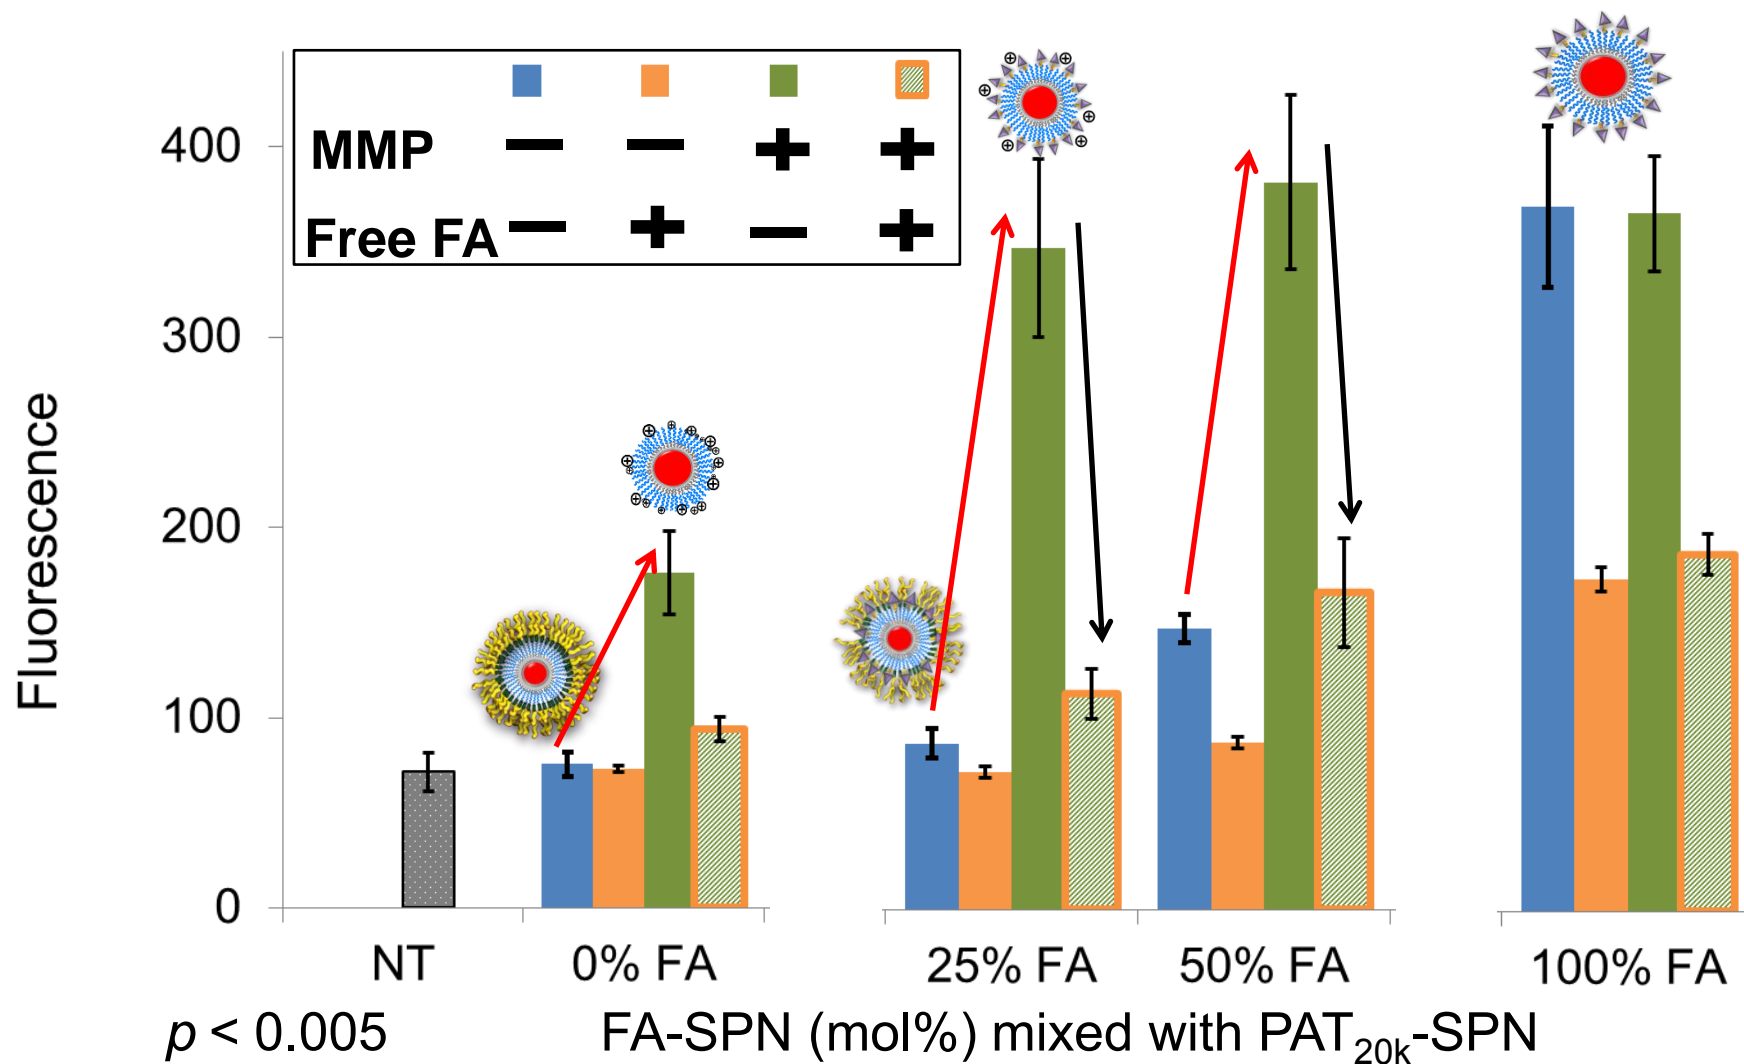 MMP − − + +
Free FA − + − +
400
300
200
100
0
Fluorescence
NT 0% FA 25% FA 50% FA 100% FA
p < 0.005 FA-SPN (mol%) mixed with PAT20k-SPN